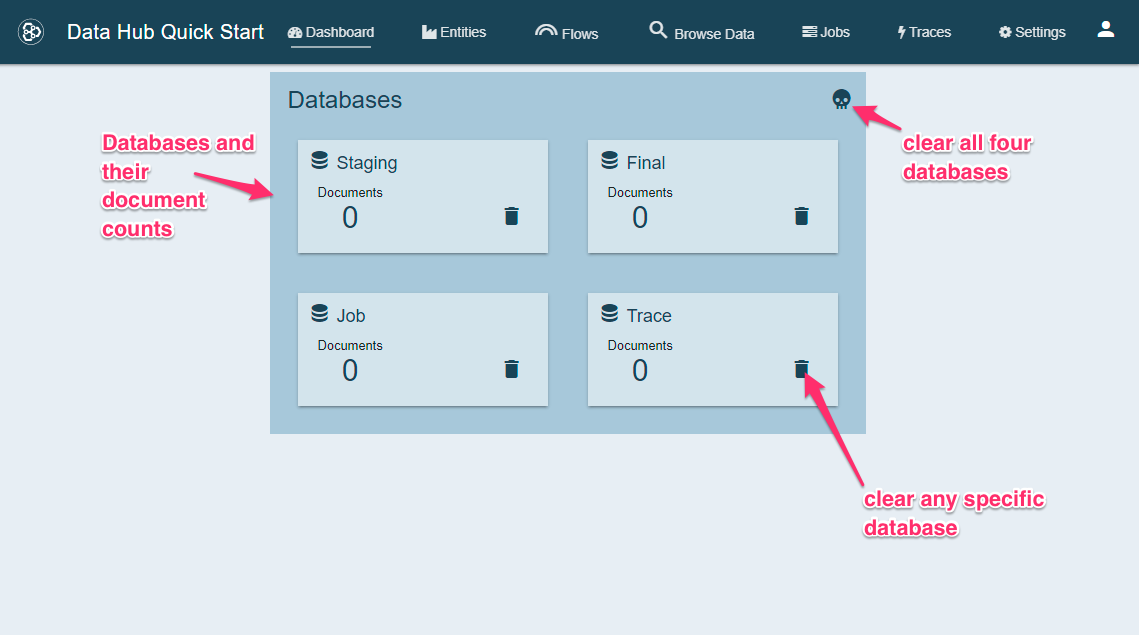 Data Hub Quick Start
Dashboard
Entities
Flows
Browse Data
Jobs
Traces
Settings
Databases
Databases and
their
document
counts
clear all four
databases
Staging
Documents
0
Final
Documents
0
Job
Documents
0
Trace
Documents
0
clear any specific
database